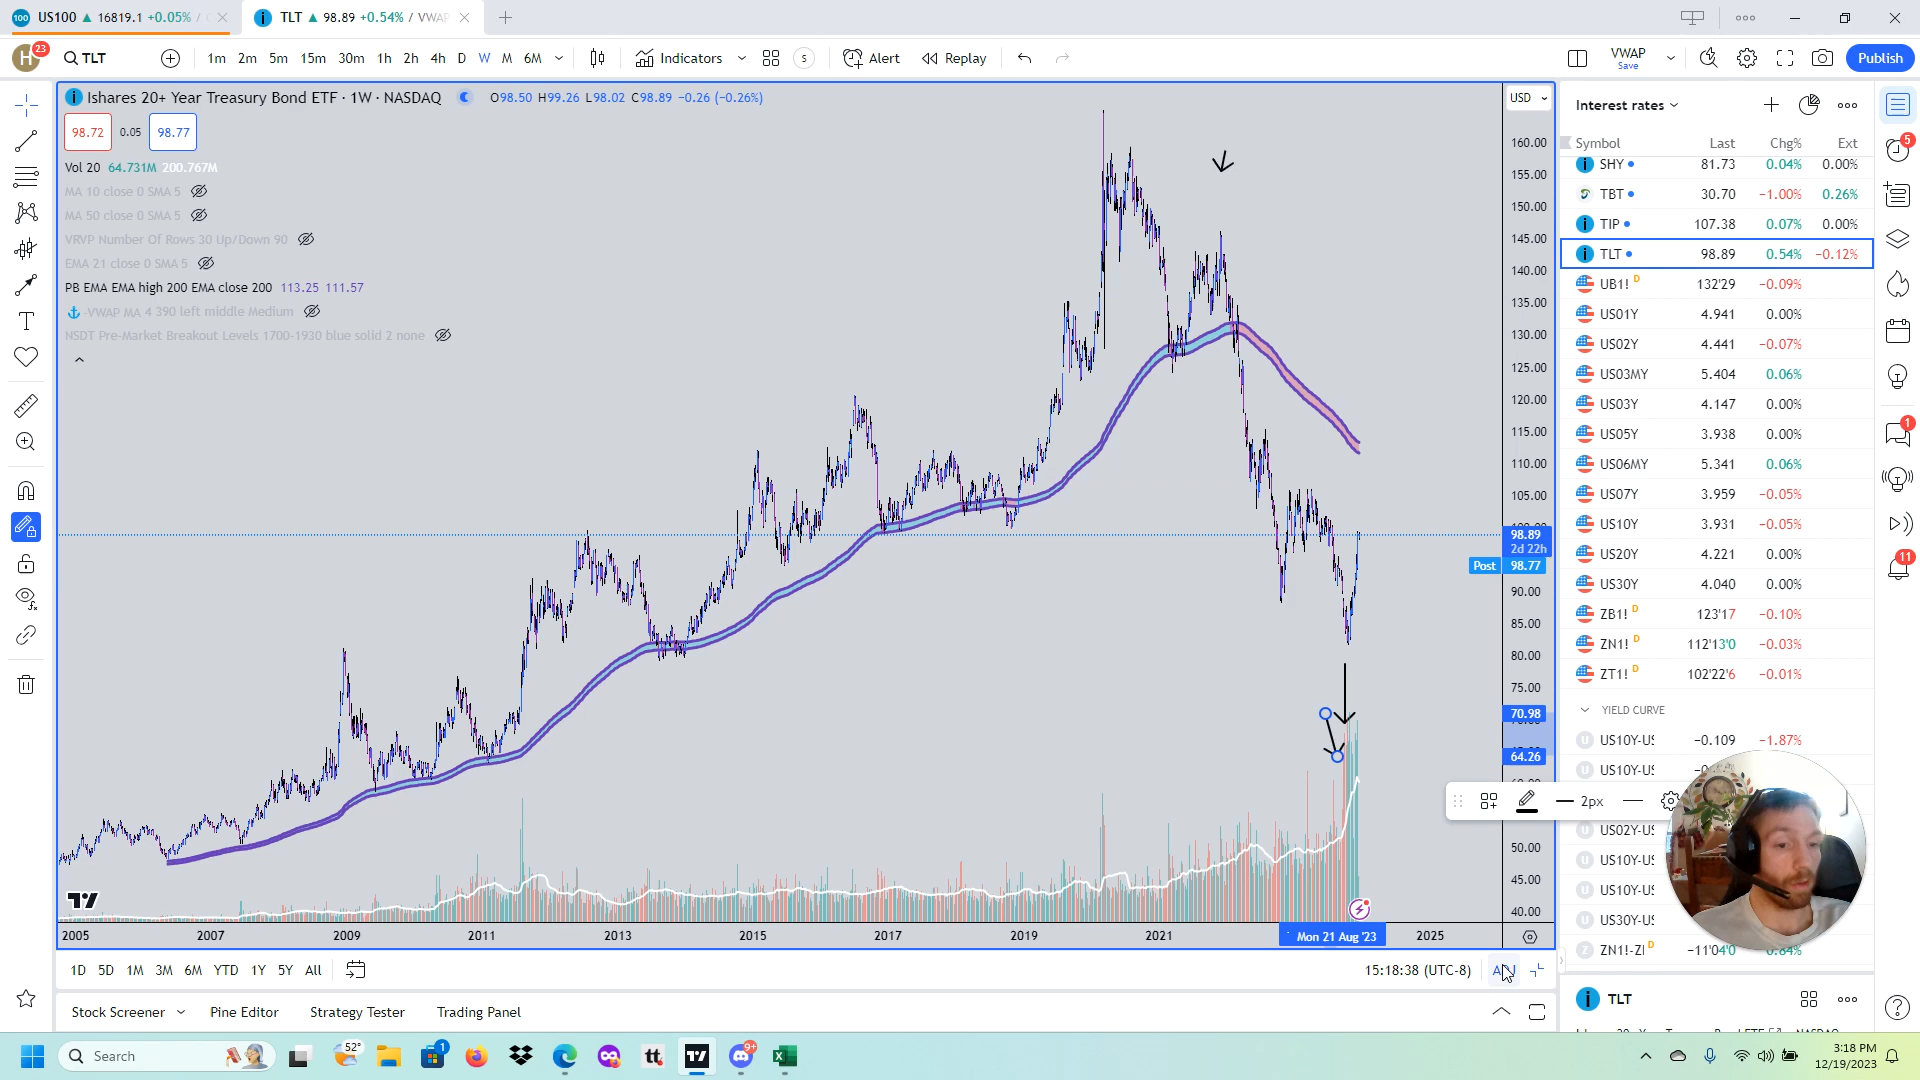 US100 ▲ 16819.1 +0.05% /
TLT ▲ 98.89 +0.54% / VWAP
H 23
TLT
1m 2m 5m 15m 30m 1h 2h 4h D W M 6M
Indicators
S
Alert
Replay
VWAP
Save
Publish
Ishares 20+ Year Treasury Bond ETF · 1W · NASDAQ
O98.50 H99.26 L98.02 C98.89 −0.26 (−0.26%)
98.72 0.05 98.77
Vol 20 64.731M 200.767M
MA 10 close 0 SMA 5
MA 50 close 0 SMA 5
VRVP Number Of Rows 30 Up/Down 90
EMA 21 close 0 SMA 5
PB EMA EMA high 200 EMA close 200 113.25 111.57
-VWAP MA 4 390 left middle Medium
NSDT Pre-Market Breakout Levels 1700-1930 blue solid 2 none
USD
160.00
155.00
150.00
145.00
140.00
135.00
130.00
125.00
120.00
115.00
110.00
105.00
98.89
2d 22h
Post 98.77
90.00
85.00
80.00
75.00
70.98
64.26
50.00
45.00
40.00
2px
2005 2007 2009 2011 2013 2015 2017 2019 2021 Mon 21 Aug '23 2025
1D 5D 1M 3M 6M YTD 1Y 5Y All
15:18:38 (UTC-8)
Stock Screener Pine Editor Strategy Tester Trading Panel
Interest rates
Symbol Last Chg% Ext
SHY 81.73 0.04% 0.00%
TBT 30.70 −1.00% 0.26%
TIP 107.38 0.07% 0.00%
TLT 98.89 0.54% −0.12%
UB1! D 132'29 −0.09%
US01Y 4.941 0.00%
US02Y 4.441 −0.07%
US03MY 5.404 0.06%
US03Y 4.147 0.00%
US05Y 3.938 0.00%
US06MY 5.341 0.06%
US07Y 3.959 −0.05%
US10Y 3.931 −0.05%
US20Y 4.221 0.00%
US30Y 4.040 0.00%
ZB1! D 123'17 −0.10%
ZN1! D 112'13'0 −0.03%
ZT1! D 102'22'6 −0.01%
YIELD CURVE
US10Y-US −0.109 −1.87%
US10Y-US
US02Y-US
US10Y-US
US10Y-US
US30Y-US
ZN1!-ZI D −11'04'0 0.84%
TLT
5
1
11
Search
52°
1
tt
9+
3:18 PM
12/19/2023